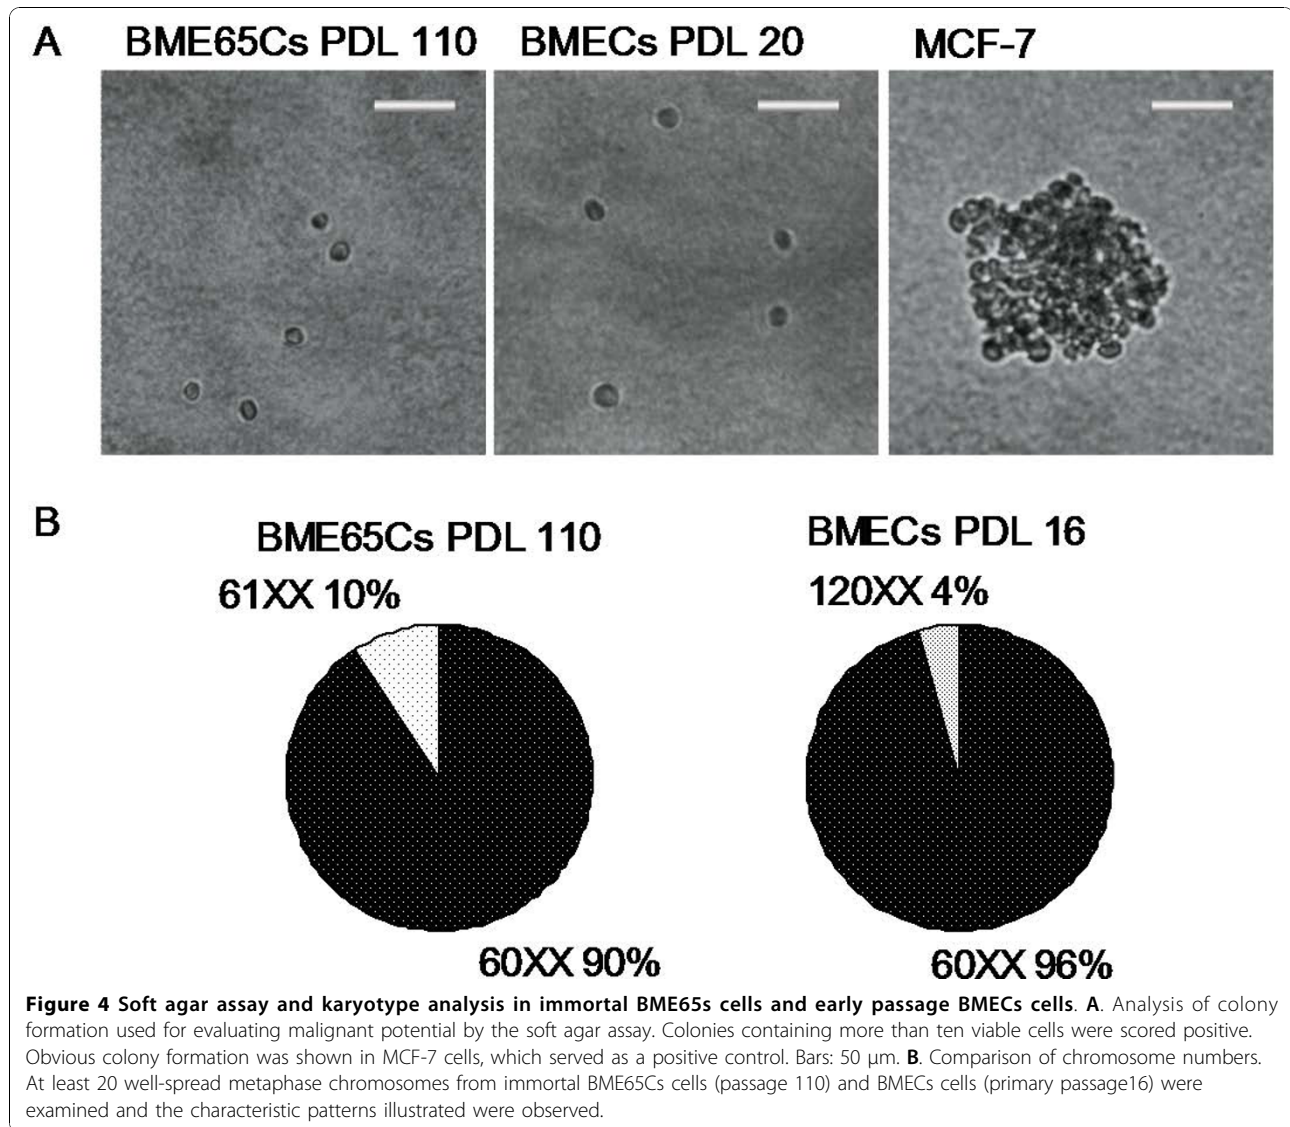 A
BME65Cs PDL 110
BMECs PDL 20
MCF-7
B
BME65Cs PDL 110
BMECs PDL 16
61XX 10%
120XX 4%
60XX 90%
60XX 96%
Figure 4 Soft agar assay and karyotype analysis in immortal BME65s cells and early passage BMECs cells. A. Analysis of colony
formation used for evaluating malignant potential by the soft agar assay. Colonies containing more than ten viable cells were scored positive.
Obvious colony formation was shown in MCF-7 cells, which served as a positive control. Bars: 50 μm. B. Comparison of chromosome numbers.
At least 20 well-spread metaphase chromosomes from immortal BME65Cs cells (passage 110) and BMECs cells (primary passage16) were
examined and the characteristic patterns illustrated were observed.